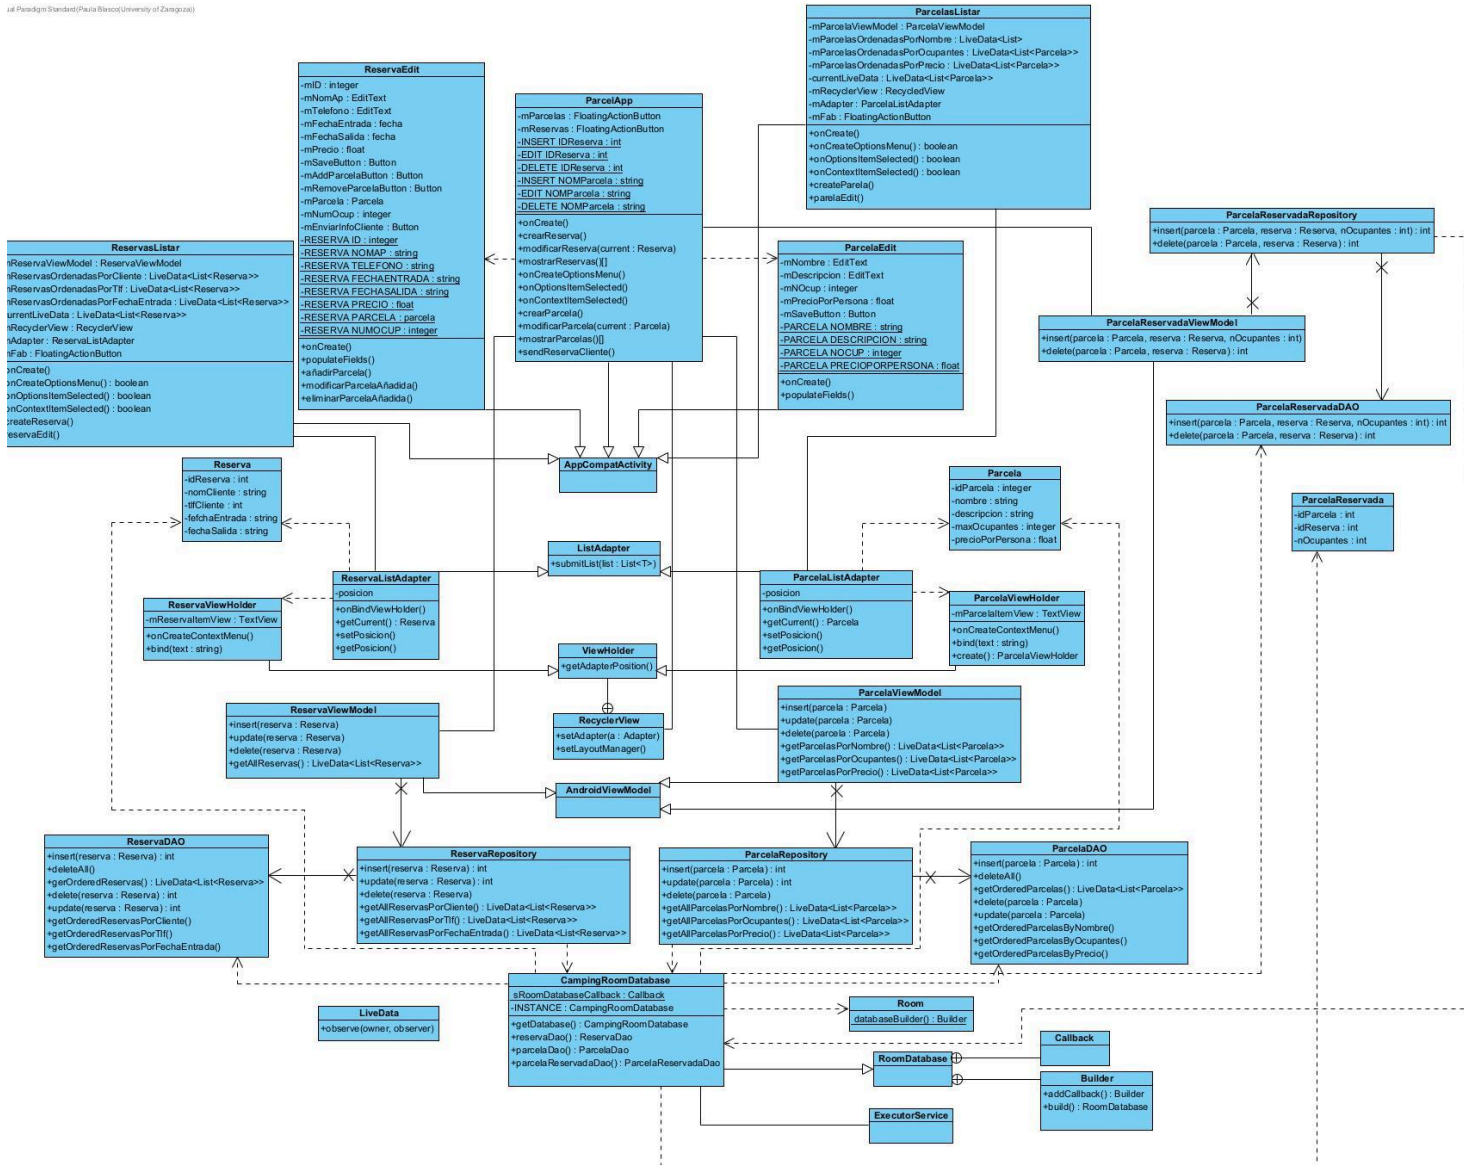 ual Paradigm Standard(Paula Blasco(University of Zaragoza))
ParcelasListar
-mParcelaViewModel : ParcelaViewModel
-mParcelasOrdenadasPorNombre : LiveData<List>
-mParcelasOrdenadasPorOcupantes : LiveData<List<Parcela>>
-mParcelasOrdenadasPorPrecio : LiveData<List<Parcela>>
-currentLiveData : LiveData<List<Parcela>>
-mRecyclerView : RecycledView
-mAdapter : ParcelaListAdapter
-mFab : FloatingActionButton
+onCreate()
+onCreateOptionsMenu() : boolean
+onOptionsItemSelected() : boolean
+onContextItemSelected() : boolean
+createParela()
+parelaEdit()
ReservaEdit
-mID : integer
-mNomAp : EditText
-mTelefono : EditText
-mFechaEntrada : fecha
-mFechaSalida : fecha
-mPrecio : float
-mSaveButton : Button
-mAddParcelaButton : Button
-mRemoveParcelaButton : Button
-mParcela : Parcela
-mNumOcup : integer
-mEnviarInfoCliente : Button
-RESERVA ID : integer
-RESERVA NOMAP : string
-RESERVA TELEFONO : string
-RESERVA FECHAENTRADA : string
-RESERVA FECHASALIDA : string
-RESERVA PRECIO : float
-RESERVA PARCELA : parcela
-RESERVA NUMOCUP : integer
+onCreate()
+populateFields()
+añadirParcela()
+modificarParcelaAñadida()
+eliminarParcelaAñadida()
ParcelApp
-mParcelas : FloatingActionButton
-mReservas : FloatingActionButton
-INSERT IDReserva : int
-EDIT IDReserva : int
-DELETE IDReserva : int
-INSERT NOMParcela : string
-EDIT NOMParcela : string
-DELETE NOMParcela : string
+onCreate()
+crearReserva()
+modificarReserva(current : Reserva)
+mostrarReservas()[]
+onCreateOptionsMenu()
+onOptionsItemSelected()
+onContextItemSelected()
+crearParcela()
+modificarParcela(current : Parcela)
+mostrarParcelas()[]
+sendReservaCliente()
ParcelaReservadaRepository
+insert(parcela : Parcela, reserva : Reserva, nOcupantes : int) : int
+delete(parcela : Parcela, reserva : Reserva) : int
ReservasListar
mReservaViewModel : ReservaViewModel
mReservasOrdenadasPorCliente : LiveData<List<Reserva>>
mReservasOrdenadasPorTlf : LiveData<List<Reserva>>
mReservasOrdenadasPorFechaEntrada : LiveData<List<Reserva>>
currentLiveData : LiveData<List<Reserva>>
mRecyclerView : RecyclerView
mAdapter : ReservaListAdapter
mFab : FloatingActionButton
onCreate()
onCreateOptionsMenu() : boolean
onOptionsItemSelected() : boolean
onContextItemSelected() : boolean
createReserva()
reservaEdit()
ParcelaEdit
-mNombre : EditText
-mDescripcion : EditText
-mNOcup : integer
-mPrecioPorPersona : float
-mSaveButton : Button
-PARCELA NOMBRE : string
-PARCELA DESCRIPCION : string
-PARCELA NOCUP : integer
-PARCELA PRECIOPORPERSONA : float
+onCreate()
+populateFields()
ParcelaReservadaViewModel
+insert(parcela : Parcela, reserva : Reserva, nOcupantes : int)
+delete(parcela : Parcela, reserva : Reserva) : int
ParcelaReservadaDAO
+insert(parcela : Parcela, reserva : Reserva, nOcupantes : int) : int
+delete(parcela : Parcela, reserva : Reserva) : int
AppCompatActivity
Reserva
-idReserva : int
-nomCliente : string
-tlfCliente : int
-fefchaEntrada : string
-fechaSalida : string
Parcela
-idParcela : integer
-nombre : string
-descripcion : string
-maxOcupantes : integer
-precioPorPersona : float
ParcelaReservada
-idParcela : int
-idReserva : int
-nOcupantes : int
ListAdapter
+submitList(list : List<T>)
ReservaListAdapter
-posicion
+onBindViewHolder()
+getCurrent() : Reserva
+setPosicion()
+getPosicion()
ParcelaListAdapter
-posicion
+onBindViewHolder()
+getCurrent() : Parcela
+setPosicion()
+getPosicion()
ReservaViewHolder
-mReservaItemView : TextView
+onCreateContextMenu()
+bind(text : string)
ParcelaViewHolder
-mParcelaItemView : TextView
+onCreateContextMenu()
+bind(text : string)
+create() : ParcelaViewHolder
ViewHolder
+getAdapterPosition()
ReservaViewModel
+insert(reserva : Reserva)
+update(reserva : Reserva)
+delete(reserva : Reserva)
+getAllReservas() : LiveData<List<Reserva>>
RecyclerView
+setAdapter(a : Adapter)
+setLayoutManager()
ParcelaViewModel
+insert(parcela : Parcela)
+update(parcela : Parcela)
+delete(parcela : Parcela)
+getParcelasPorNombre() : LiveData<List<Parcela>>
+getParcelasPorOcupantes() : LiveData<List<Parcela>>
+getParcelasPorPrecio() : LiveData<List<Parcela>>
AndroidViewModel
ReservaDAO
+insert(reserva : Reserva) : int
+deleteAll()
+gerOrderedReservas() : LiveData<List<Reserva>>
+delete(reserva : Reserva) : int
+update(reserva : Reserva) : int
+getOrderedReservasPorCliente()
+getOrderedReservasPorTlf()
+getOrderedReservasPorFechaEntrada()
ReservaRepository
+insert(reserva : Reserva) : int
+update(reserva : Reserva) : int
+delete(reserva : Reserva)
+getAllReservasPorCliente() : LiveData<List<Reserva>>
+getAllReservasPorTlf() : LiveData<List<Reserva>>
+getAllReservasPorFechaEntrada() : LiveData<List<Reserva>>
ParcelaRepository
+insert(parcela : Parcela) : int
+update(parcela : Parcela) : int
+delete(parcela : Parcela)
+getAllParcelasPorNombre() : LiveData<List<Parcela>>
+getAllParcelasPorOcupantes() : LiveData<List<Parcela>>
+getAllParcelasPorPrecio() : LiveData<List<Parcela>>
ParcelaDAO
+insert(parcela : Parcela) : int
+deleteAll()
+getOrderedParcelas() : LiveData<List<Parcela>>
+delete(parcela : Parcela)
+update(parcela : Parcela)
+getOrderedParcelasByNombre()
+getOrderedParcelasByOcupantes()
+getOrderedParcelasByPrecio()
CampingRoomDatabase
sRoomDatabaseCallback : Callback
-INSTANCE : CampingRoomDatabase
+getDatabase() : CampingRoomDatabase
+reservaDao() : ReservaDao
+parcelaDao() : ParcelaDao
+parcelaReservadaDao() : ParcelaReservadaDao
LiveData
+observe(owner, observer)
Room
databaseBuilder() : Builder
RoomDatabase
Callback
Builder
+addCallback() : Builder
+build() : RoomDatabase
ExecutorService